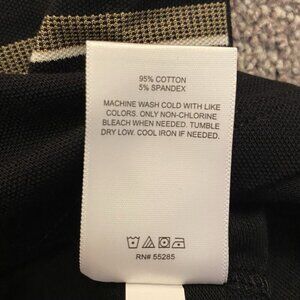 95% COTTON
5% SPANDEX
MACHINE WASH COLD WITH LIKE
COLORS. ONLY NON-CHLORINE
BLEACH WHEN NEEDED. TUMBLE
DRY LOW. COOL IRON IF NEEDED.
RN# 55285